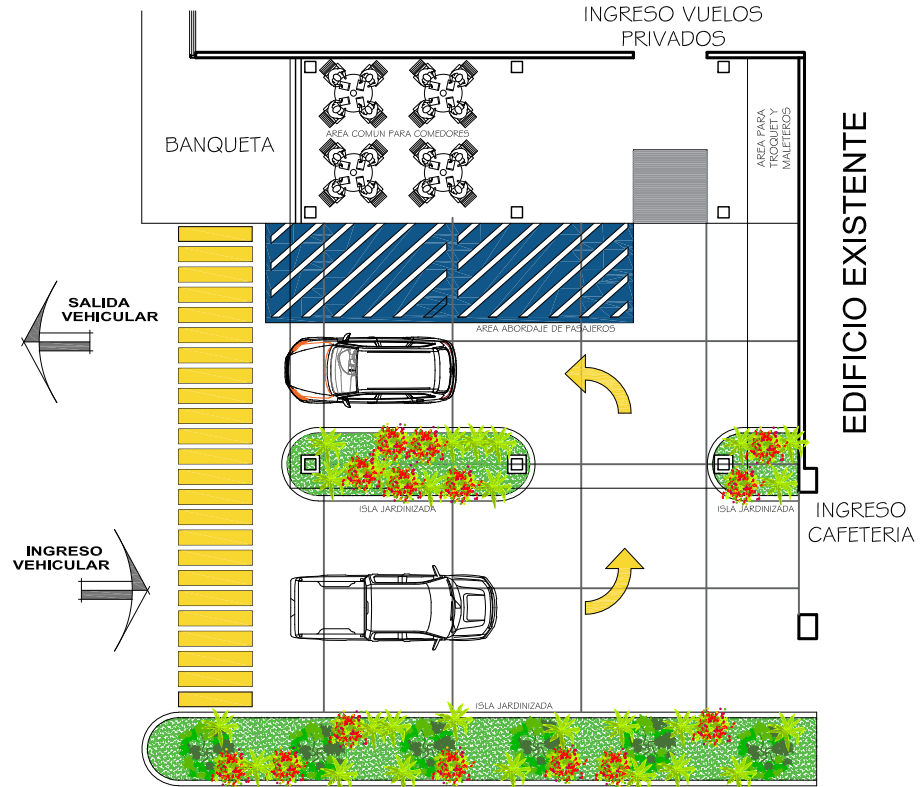 INGRESO VUELOS
PRIVADOS
BANQUETA
AREA COMUN PARA COMEDORES
AREA PARA
TROQUET Y
MALETEROS
EDIFICIO EXISTENTE
SALIDA
VEHICULAR
AREA ABORDAJE DE PASAJEROS
ISLA JARDINIZADA
ISLA JARDINIZADA
INGRESO
CAFETERIA
INGRESO
VEHICULAR
ISLA JARDINIZADA